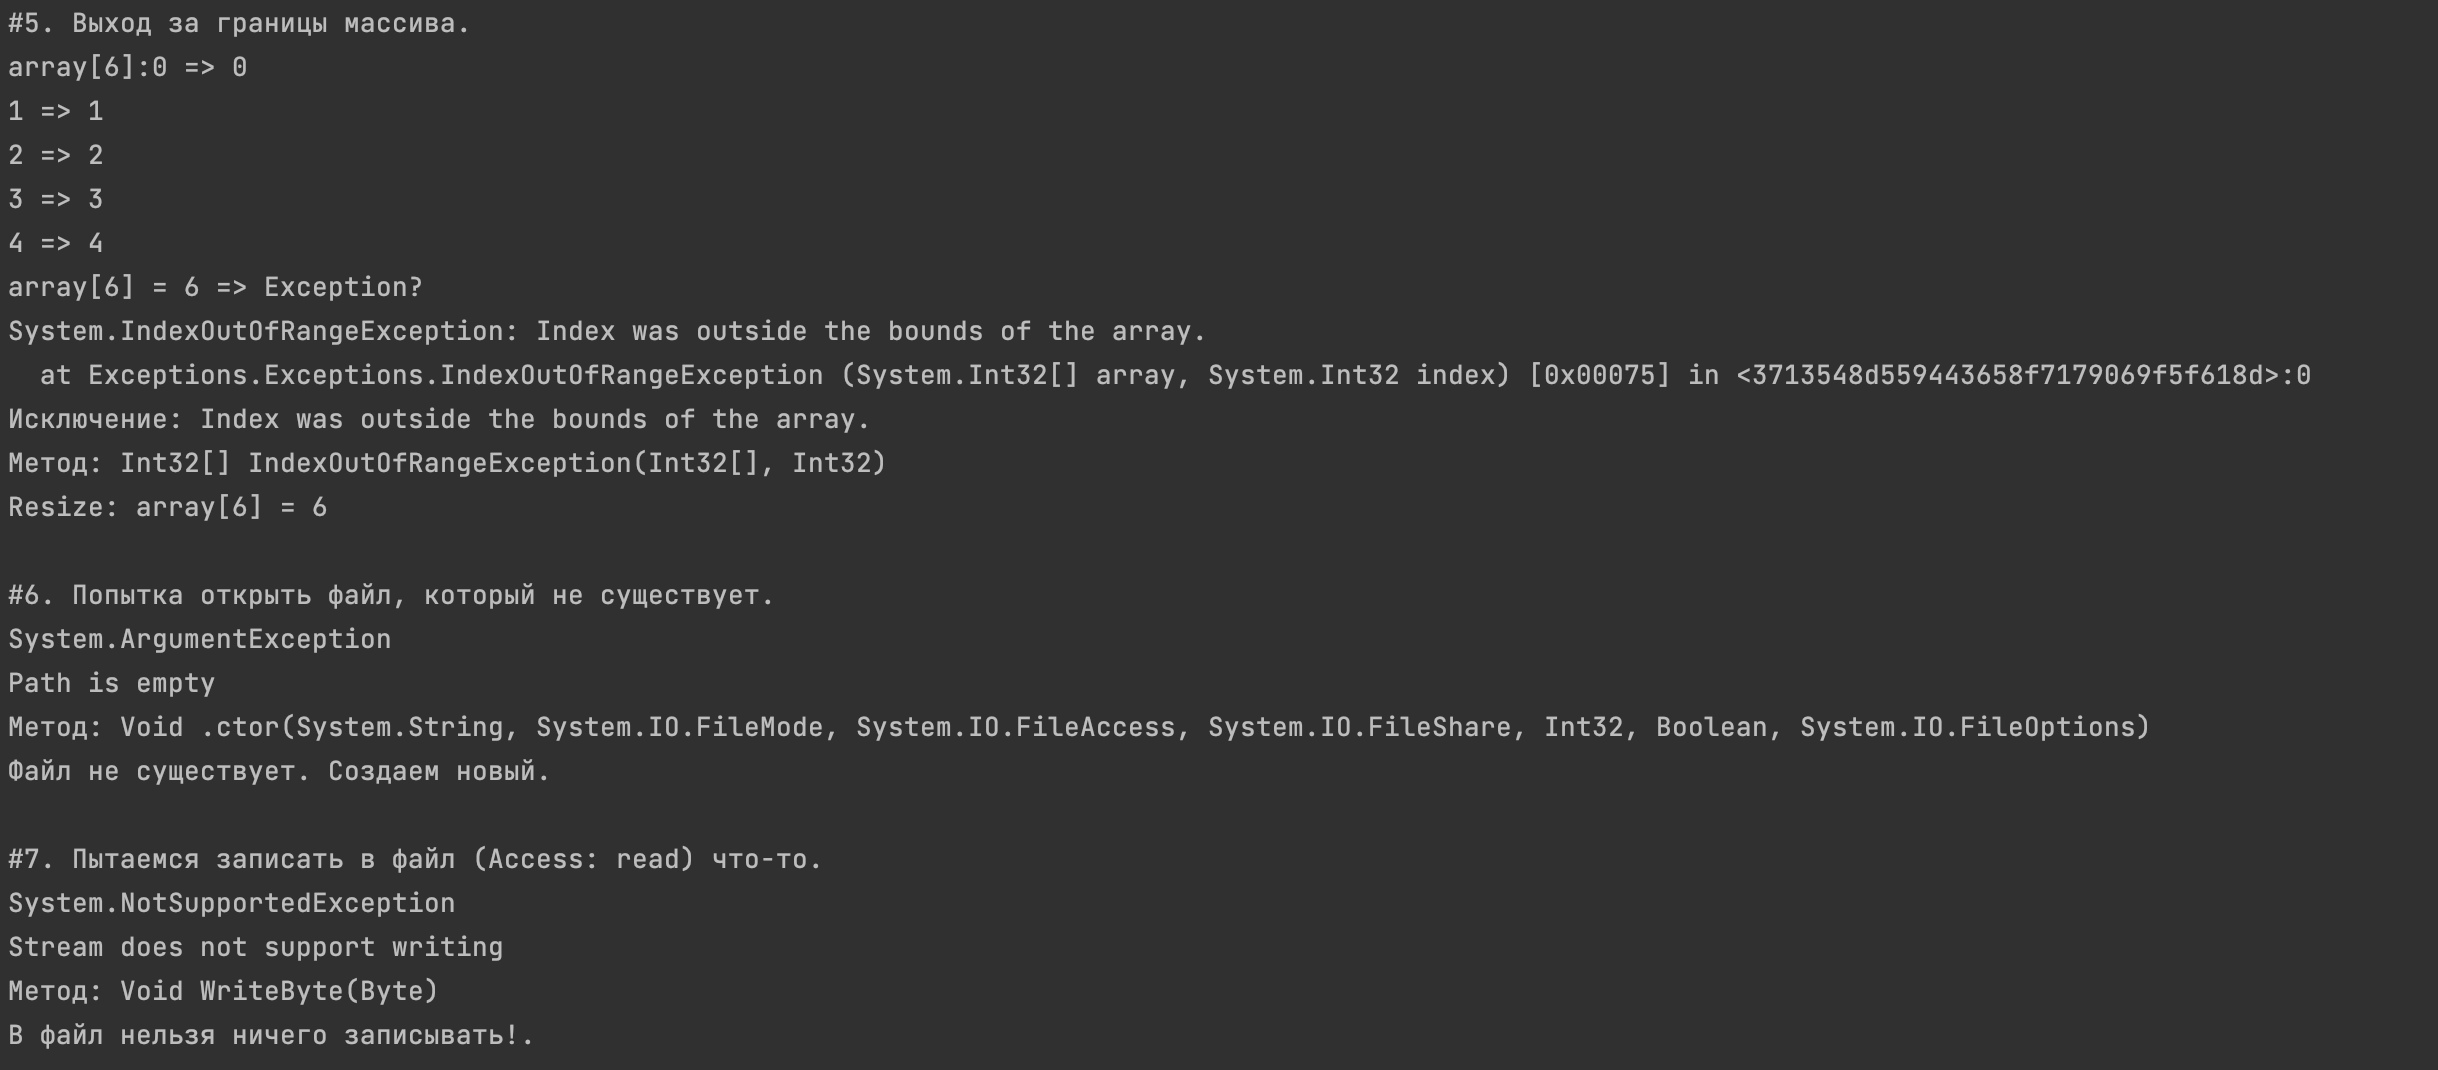 #5. Выход за границы массива.
array[6]:0 => 0
1 => 1
2 => 2
3 => 3
4 => 4
array[6] = 6 => Exception?
System.IndexOutOfRangeException: Index was outside the bounds of the array.
  at Exceptions.Exceptions.IndexOutOfRangeException (System.Int32[] array, System.Int32 index) [0x00075] in <3713548d559443658f7179069f5f618d>:0
Исключение: Index was outside the bounds of the array.
Метод: Int32[] IndexOutOfRangeException(Int32[], Int32)
Resize: array[6] = 6

#6. Попытка открыть файл, который не существует.
System.ArgumentException
Path is empty
Метод: Void .ctor(System.String, System.IO.FileMode, System.IO.FileAccess, System.IO.FileShare, Int32, Boolean, System.IO.FileOptions)
Файл не существует. Создаем новый.

#7. Пытаемся записать в файл (Access: read) что-то.
System.NotSupportedException
Stream does not support writing
Метод: Void WriteByte(Byte)
В файл нельзя ничего записывать!.